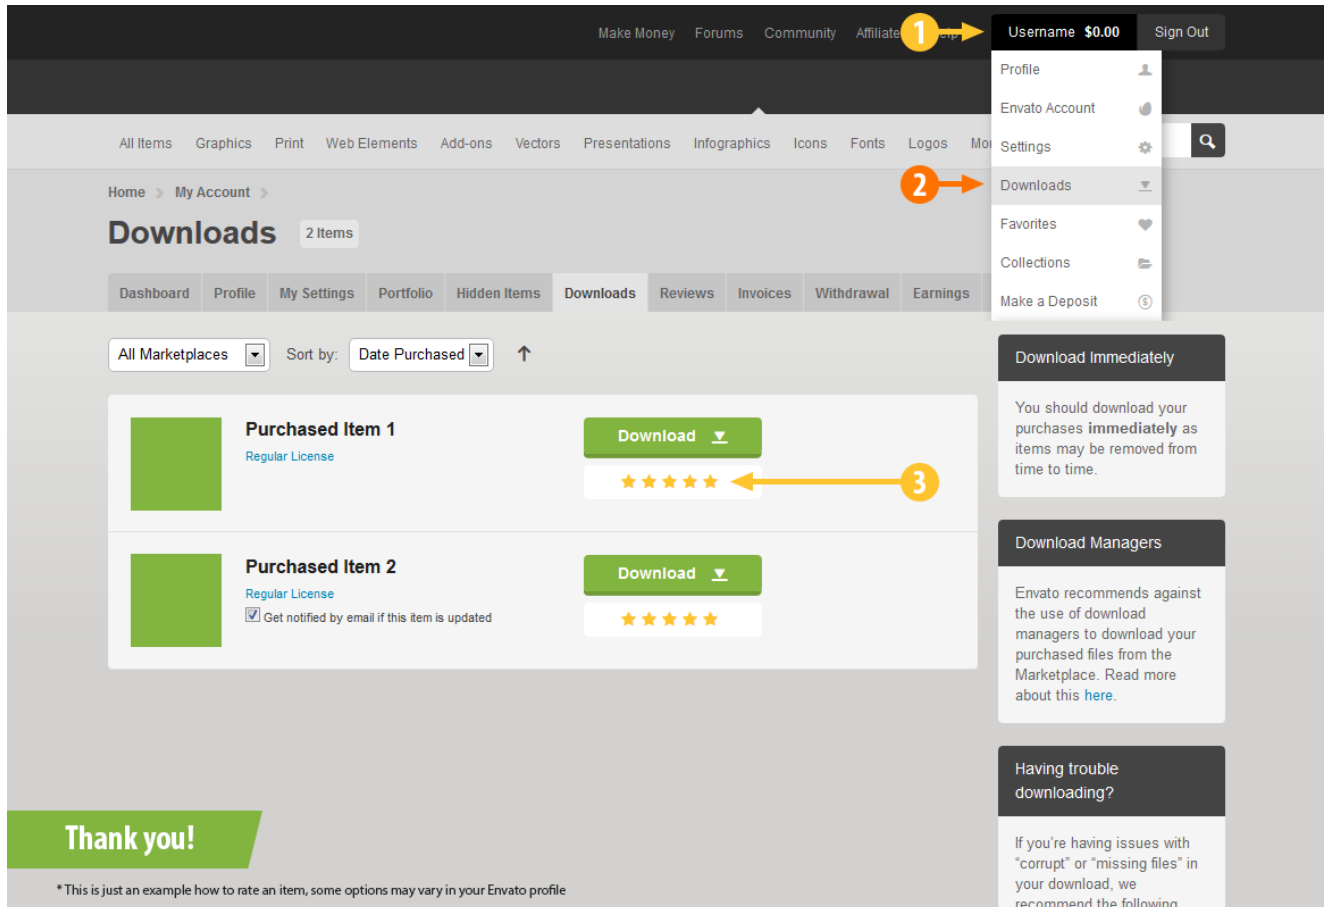 Make Money Forums Community Affiliate
1
Username $0.00 Sign Out
Profile
Envato Account
Settings
2
Downloads
Favorites
Collections
Make a Deposit
All Items Graphics Print Web Elements Add-ons Vectors Presentations Infographics Icons Fonts Logos
Home > My Account >
Downloads 2 Items
Dashboard Profile My Settings Portfolio Hidden Items Downloads Reviews Invoices Withdrawal Earnings
All Marketplaces Sort by: Date Purchased
Purchased Item 1
Regular License
Download
3
Purchased Item 2
Regular License
Get notified by email if this item is updated
Download
Download Immediately
You should download your
purchases immediately as
items may be removed from
time to time.
Download Managers
Envato recommends against
the use of download
managers to download your
purchased files from the
Marketplace. Read more
about this here.
Having trouble
downloading?
If you're having issues with
“corrupt” or “missing files” in
your download, we
recommend the following
Thank you!
* This is just an example how to rate an item, some options may vary in your Envato profile